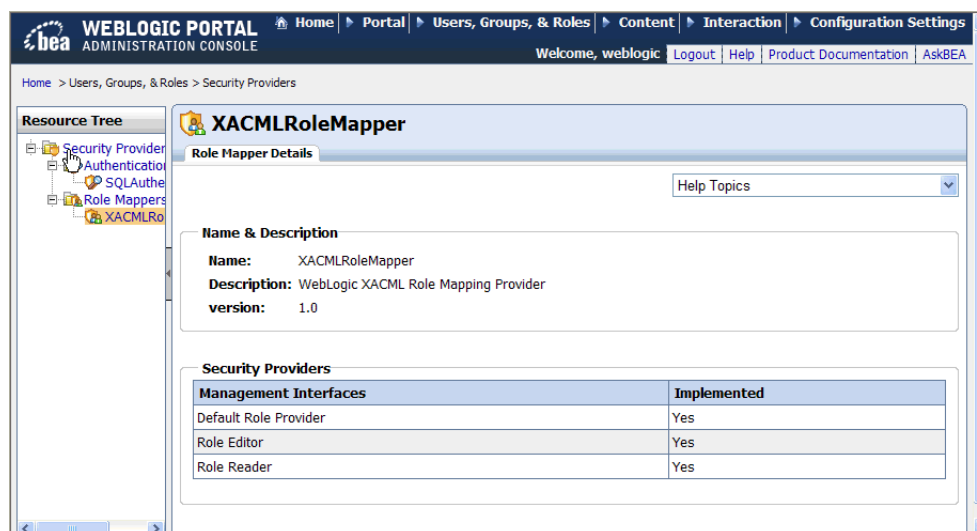 bea WEBLOGIC PORTAL Home Portal Users, Groups, & Roles Content Interaction Configuration Settings
ADMINISTRATION CONSOLE
Welcome, weblogic Logout Help Product Documentation AskBEA
Home > Users, Groups, & Roles > Security Providers
Resource Tree
Security Provider
Authentication
SQLAuthe
Role Mappers
XACMLRo
XACMLRoleMapper
Role Mapper Details
Help Topics
Name & Description
Name: XACMLRoleMapper
Description: WebLogic XACML Role Mapping Provider
version: 1.0
Security Providers
Management Interfaces Implemented
Default Role Provider Yes
Role Editor Yes
Role Reader Yes